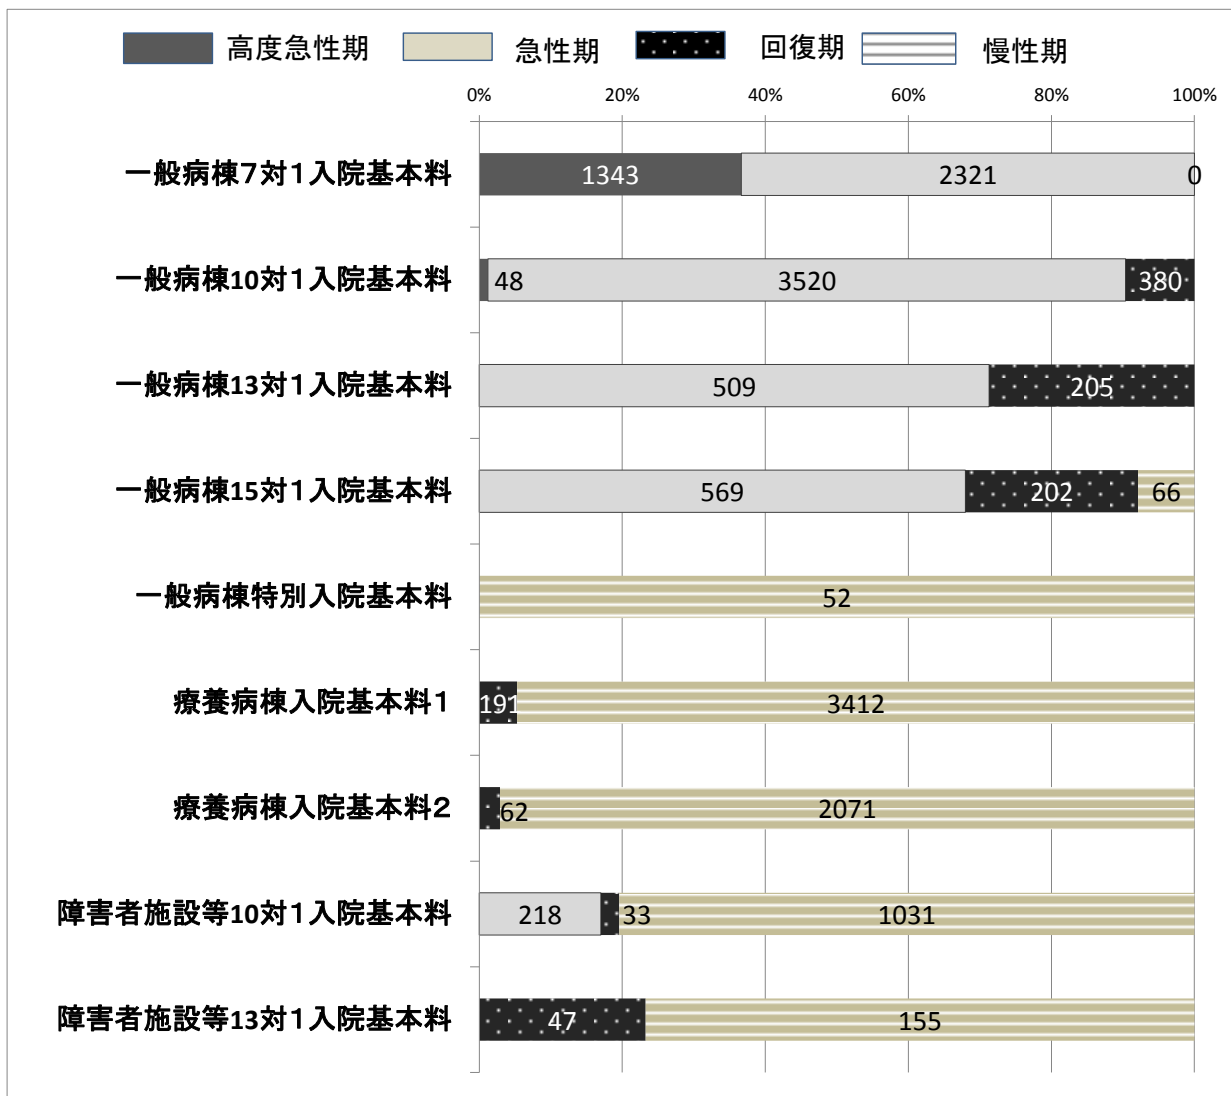 高度急性期 急性期 回復期 慢性期
0% 20% 40% 60% 80% 100%
一般病棟７対１入院基本料 1343 2321 0
一般病棟10対１入院基本料 48 3520 380
一般病棟13対１入院基本料 509 205
一般病棟15対１入院基本料 569 202 66
一般病棟特別入院基本料 52
療養病棟入院基本料１ 191 3412
療養病棟入院基本料２ 62 2071
障害者施設等10対１入院基本料 218 33 1031
障害者施設等13対１入院基本料 47 155